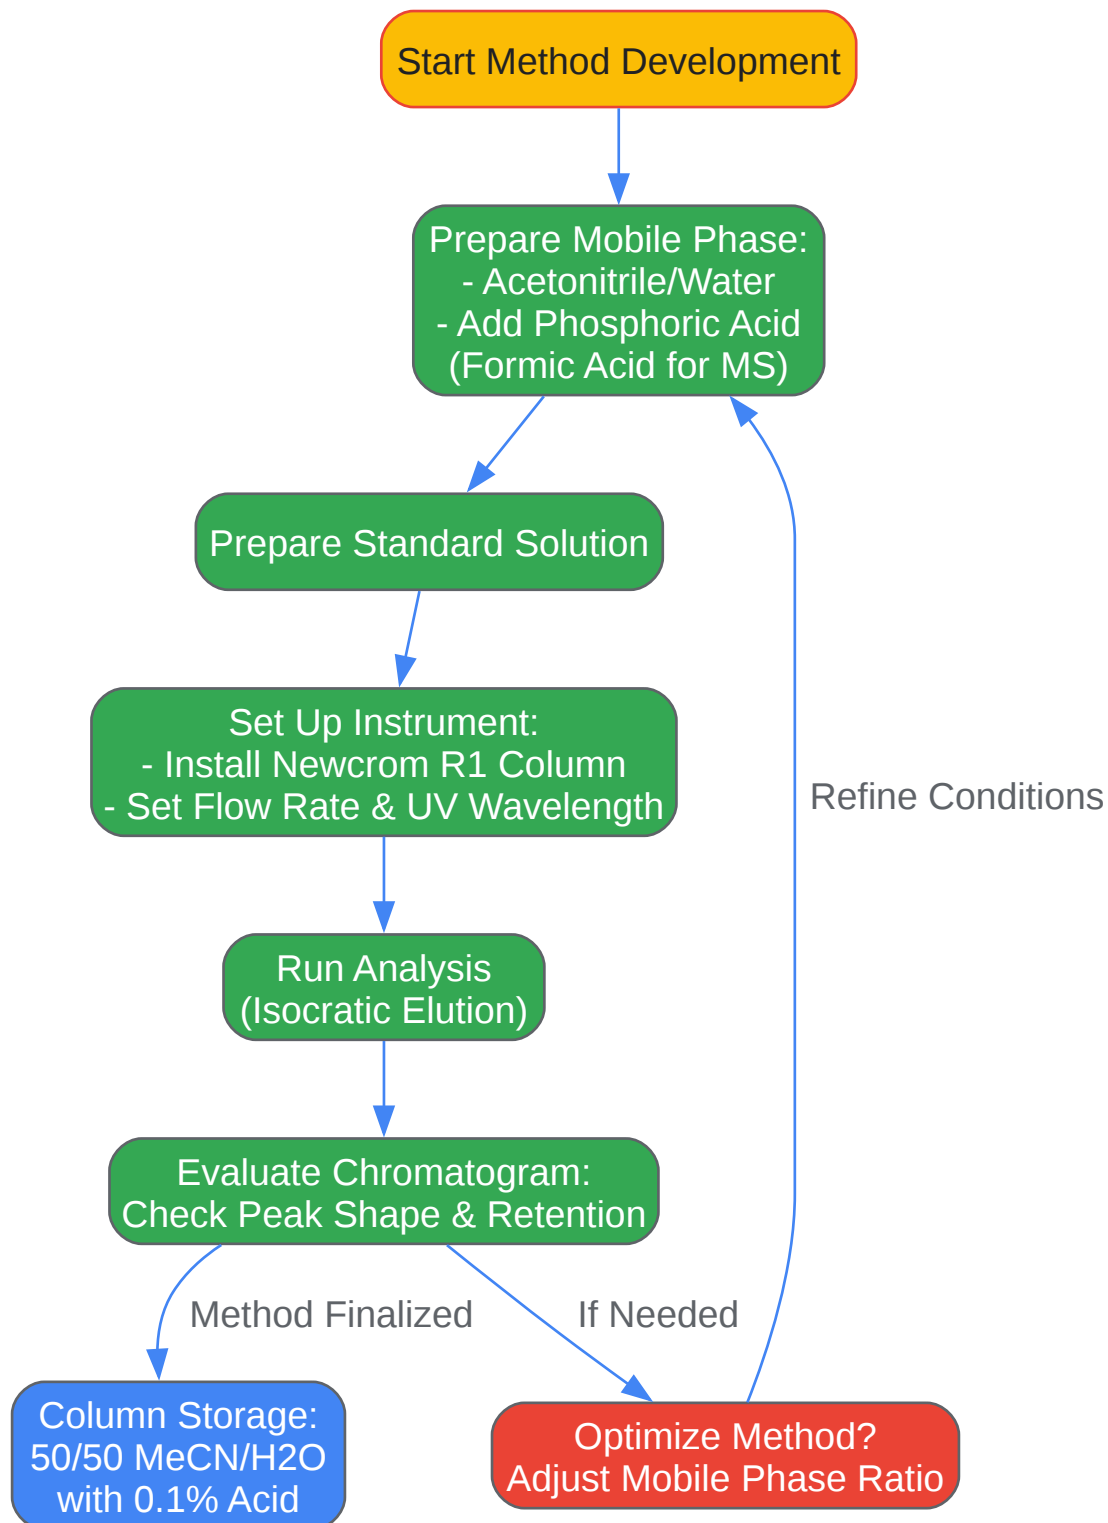 Start Method Development
Prepare Mobile Phase:
- Acetonitrile/Water
- Add Phosphoric Acid
(Formic Acid for MS)
Prepare Standard Solution
Set Up Instrument:
- Install Newcrom R1 Column
- Set Flow Rate & UV Wavelength
Refine Conditions
Run Analysis
(Isocratic Elution)
Evaluate Chromatogram:
Check Peak Shape & Retention
Method Finalized
If Needed
Column Storage:
50/50 MeCN/H2O
with 0.1% Acid
Optimize Method?
Adjust Mobile Phase Ratio